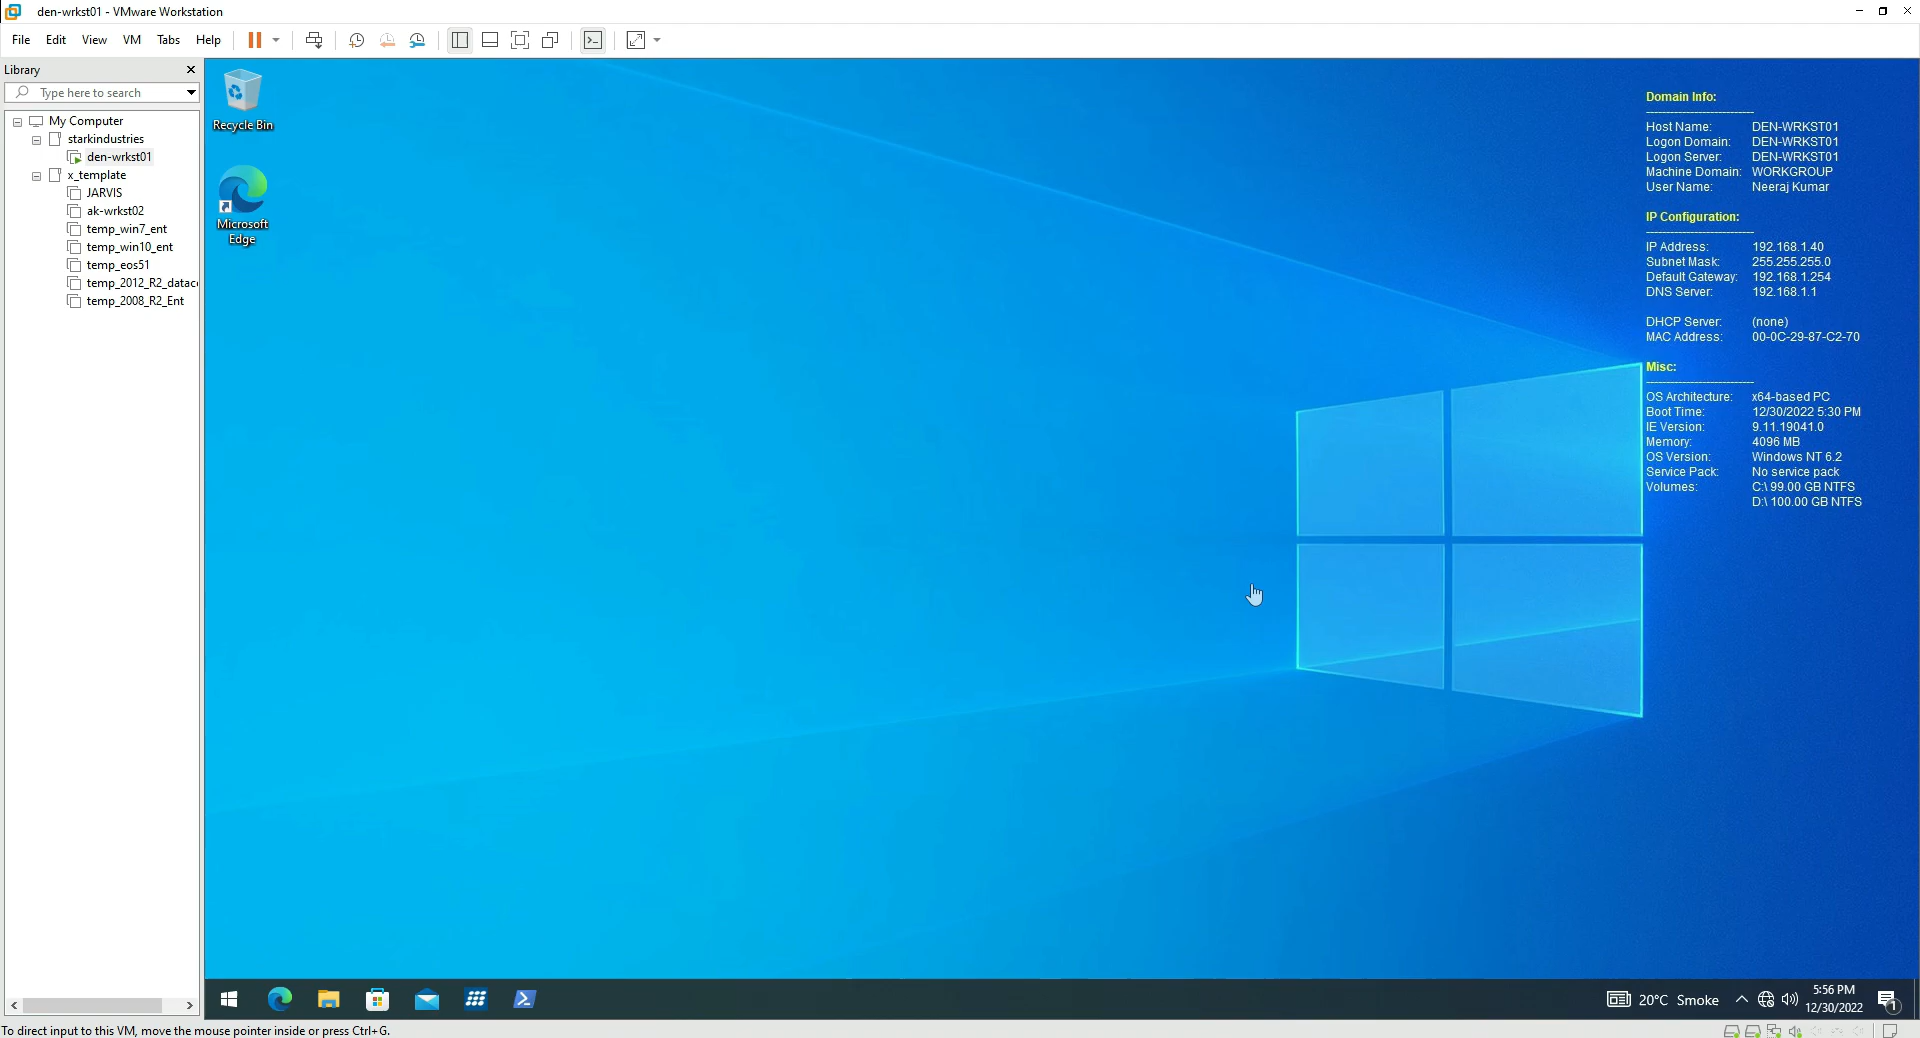 den-wrkst01 - VMware Workstation
File Edit View VM Tabs Help
Library
Type here to search
My Computer
starkindustries
den-wrkst01
x_template
JARVIS
ak-wrkst02
temp_win7_ent
temp_win10_ent
temp_eos51
temp_2012_R2_datac
temp_2008_R2_Ent
Recycle Bin
Microsoft
Edge
Domain Info:
Host Name: DEN-WRKST01
Logon Domain: DEN-WRKST01
Logon Server: DEN-WRKST01
Machine Domain: WORKGROUP
User Name: Neeraj Kumar
IP Configuration:
IP Address: 192.168.1.40
Subnet Mask: 255.255.255.0
Default Gateway: 192.168.1.254
DNS Server: 192.168.1.1
DHCP Server: (none)
MAC Address: 00-0C-29-87-C2-70
Misc:
OS Architecture: x64-based PC
Boot Time: 12/30/2022 5:30 PM
IE Version: 9.11.19041.0
Memory: 4096 MB
OS Version: Windows NT 6.2
Service Pack: No service pack
Volumes: C:\ 99.00 GB NTFS
D:\ 100.00 GB NTFS
20°C Smoke
5:56 PM
12/30/2022
1
To direct input to this VM, move the mouse pointer inside or press Ctrl+G.